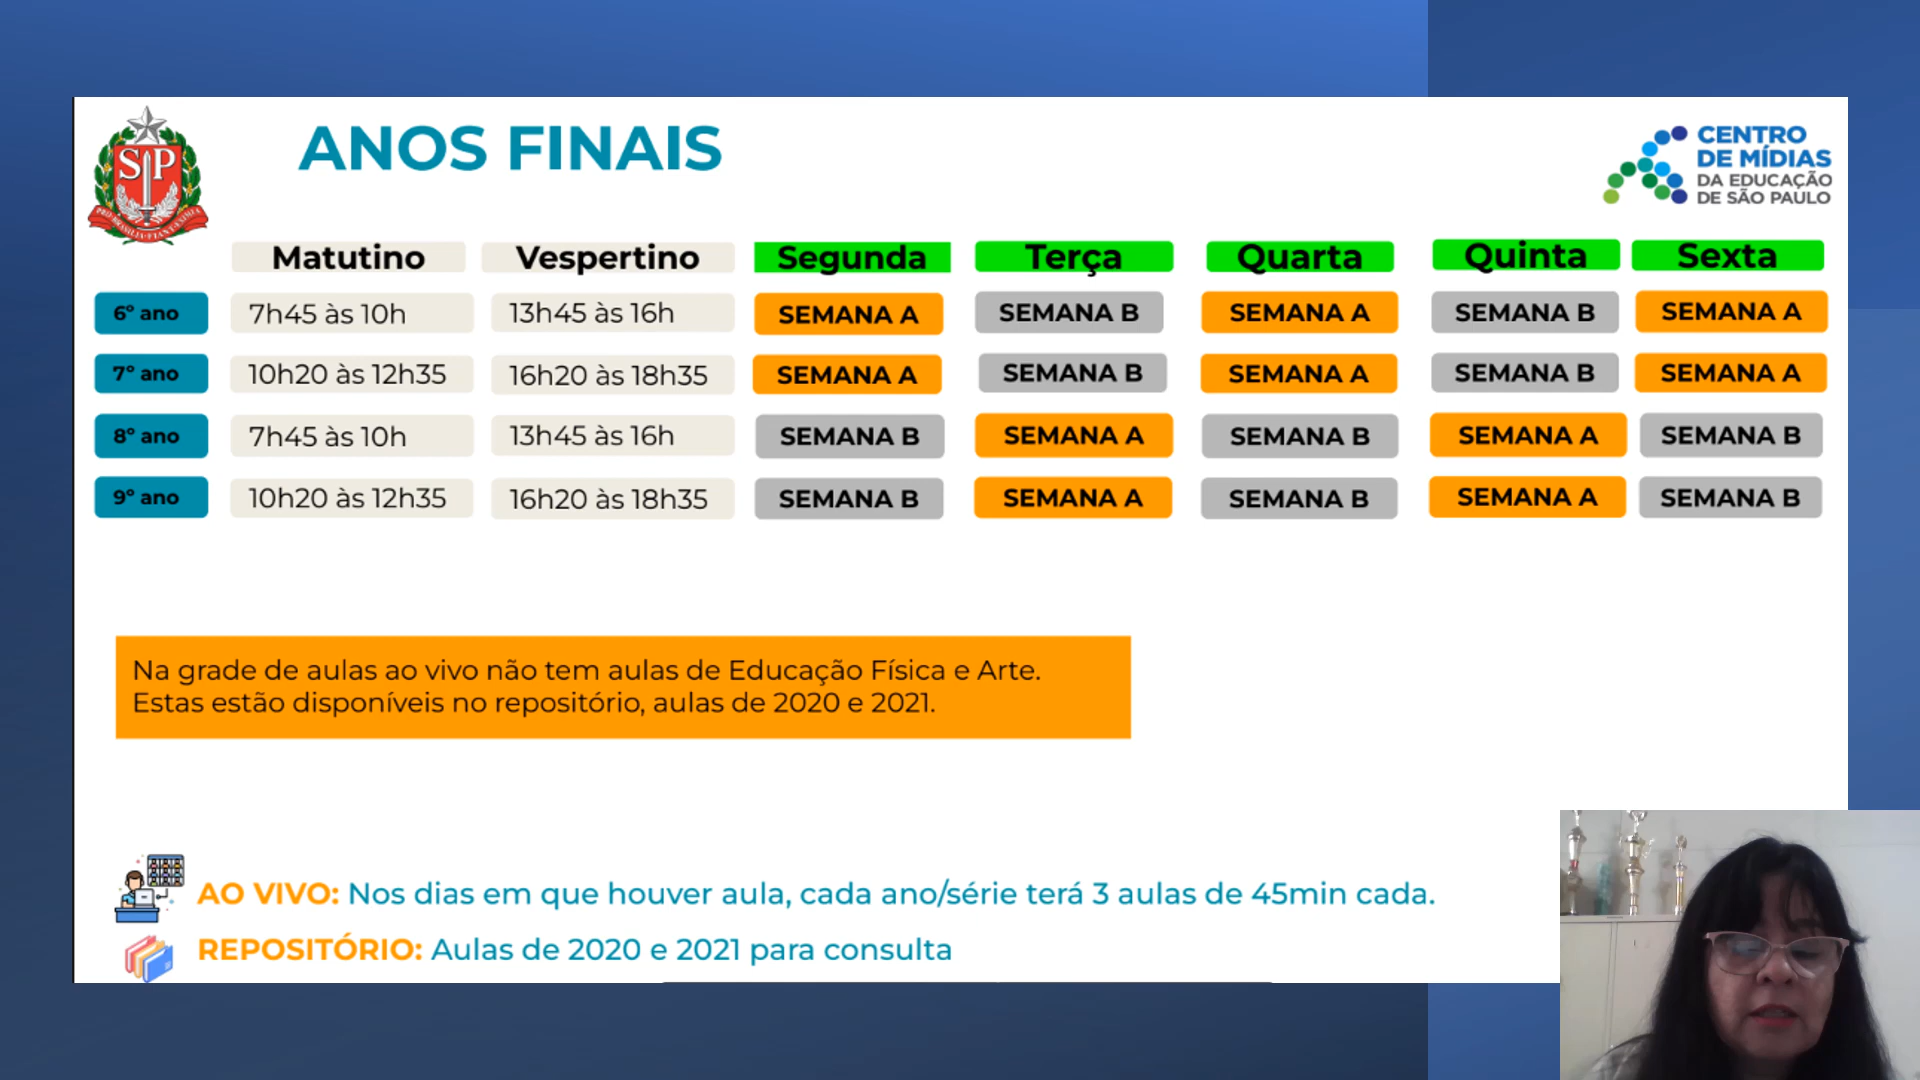 ANOS FINAIS
SP
PRO BRASILIA FIANT EXIMIA
CENTRO
DE MÍDIAS
DA EDUCAÇÃO
DE SÃO PAULO
Matutino Vespertino Segunda Terça Quarta Quinta Sexta
6º ano 7h45 às 10h 13h45 às 16h SEMANA A SEMANA B SEMANA A SEMANA B SEMANA A
7º ano 10h20 às 12h35 16h20 às 18h35 SEMANA A SEMANA B SEMANA A SEMANA B SEMANA A
8º ano 7h45 às 10h 13h45 às 16h SEMANA B SEMANA A SEMANA B SEMANA A SEMANA B
9º ano 10h20 às 12h35 16h20 às 18h35 SEMANA B SEMANA A SEMANA B SEMANA A SEMANA B
Na grade de aulas ao vivo não tem aulas de Educação Física e Arte.
Estas estão disponíveis no repositório, aulas de 2020 e 2021.
AO VIVO: Nos dias em que houver aula, cada ano/série terá 3 aulas de 45min cada.
REPOSITÓRIO: Aulas de 2020 e 2021 para consulta